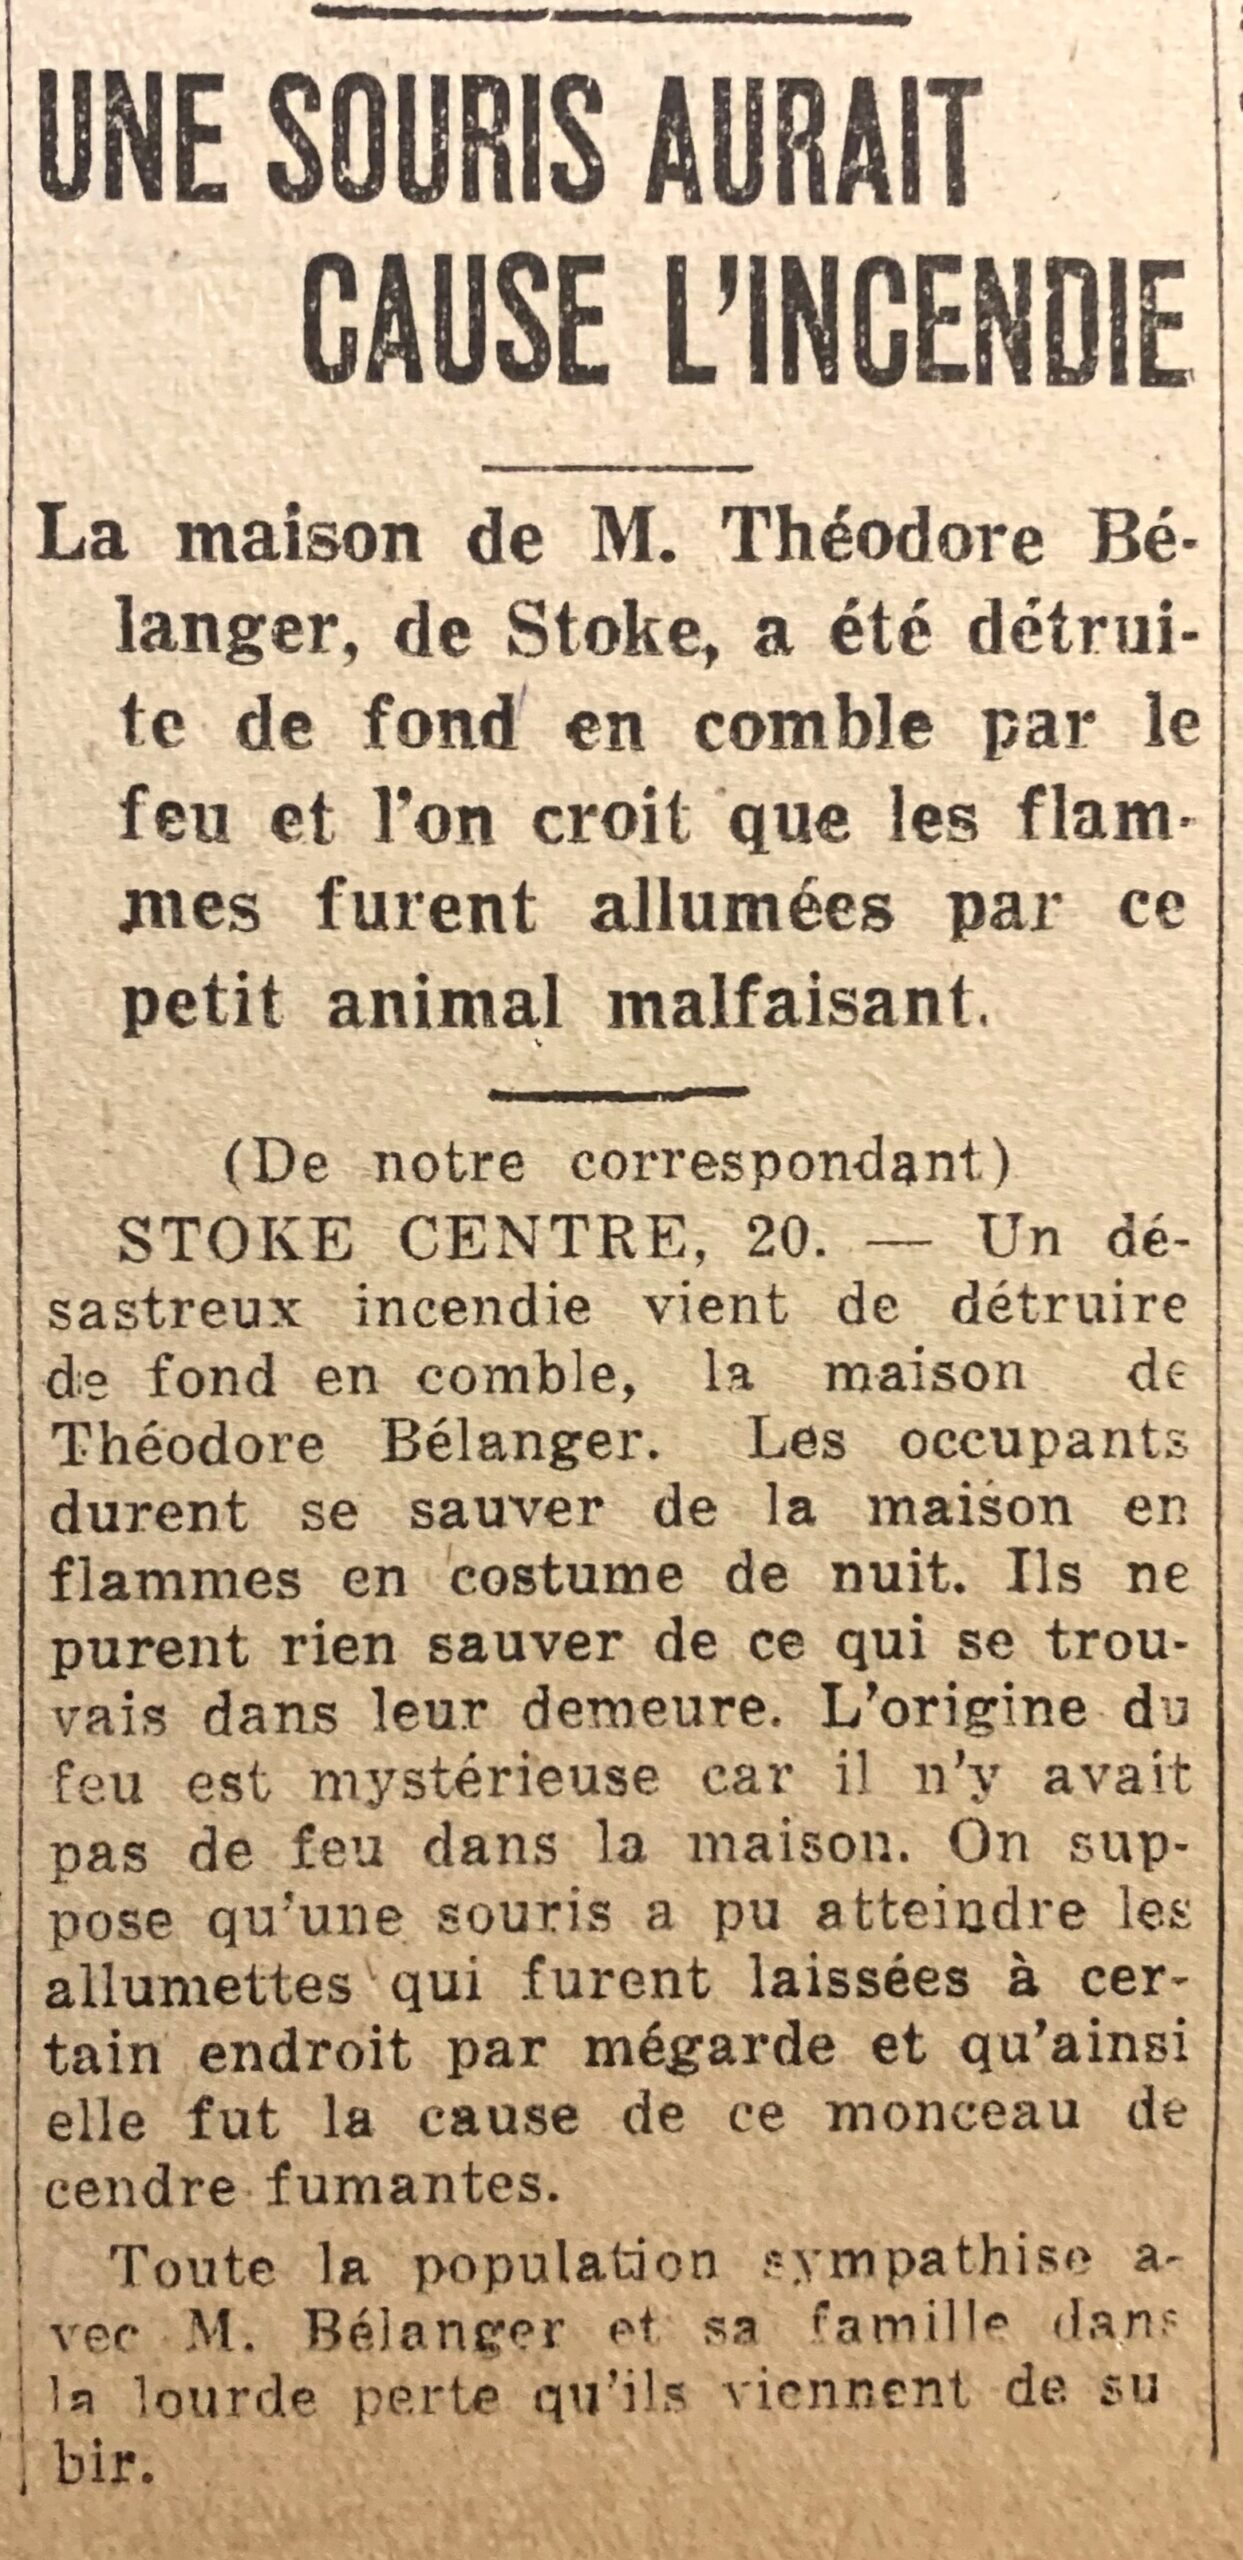 UNE SOURIS AURAIT
CAUSE L'INCENDIE
La maison de M. Théodore Bé-
langer, de Stoke, a été détrui-
te de fond en comble par le
feu et l'on croit que les flam-
mes furent allumées par ce
petit animal malfaisant.
(De notre correspondant)
STOKE CENTRE, 20. — Un dé-
sastreux incendie vient de détruire
de fond en comble, la maison de
Théodore Bélanger. Les occupants
durent se sauver de la maison en
flammes en costume de nuit. Ils ne
purent rien sauver de ce qui se trou-
vais dans leur demeure. L'origine du
feu est mystérieuse car il n'y avait
pas de feu dans la maison. On sup-
pose qu'une souris a pu atteindre les
allumettes qui furent laissées à cer-
tain endroit par mégarde et qu'ainsi
elle fut la cause de ce monceau de
cendre fumantes.
Toute la population sympathise a-
vec M. Bélanger et sa famille dans
la lourde perte qu'ils viennent de su
bir.